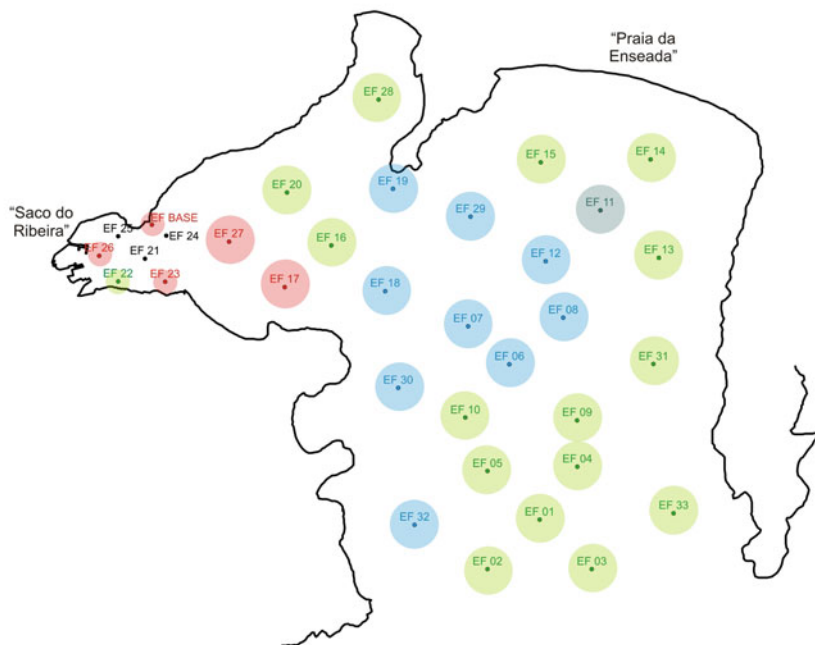 “Praia da
Enseada”
EF 28
EF 15
EF 14
EF 20
EF 19
“Saco do
Ribeira”
EF 25
EF BASE
EF 24
EF 27
EF 16
EF 29
EF 11
EF 26
EF 21
EF 12
EF 13
EF 22
EF 23
EF 17
EF 18
EF 07
EF 08
EF 06
EF 31
EF 30
EF 10
EF 09
EF 05
EF 04
EF 32
EF 01
EF 33
EF 02
EF 03